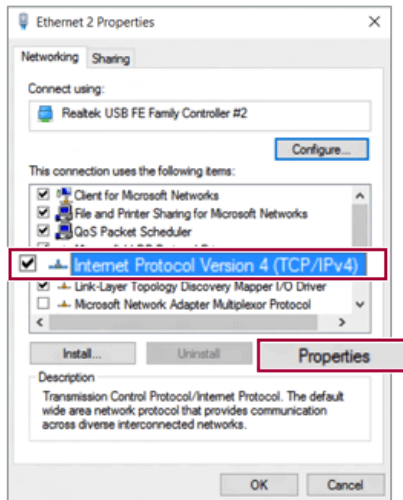 Ethernet 2 Properties
Networking Sharing
Connect using:
Realtek USB FE Family Controller #2
Configure...
This connection uses the following items:
Client for Microsoft Networks
File and Printer Sharing for Microsoft Networks
QoS Packet Scheduler
Internet Protocol Version 4 (TCP/IPv4)
Link-Layer Topology Discovery Mapper I/O Driver
Microsoft Network Adapter Multiplexor Protocol
Install... Uninstall Properties
Description
Transmission Control Protocol/Internet Protocol. The default
wide area network protocol that provides communication
across diverse interconnected networks.
OK Cancel